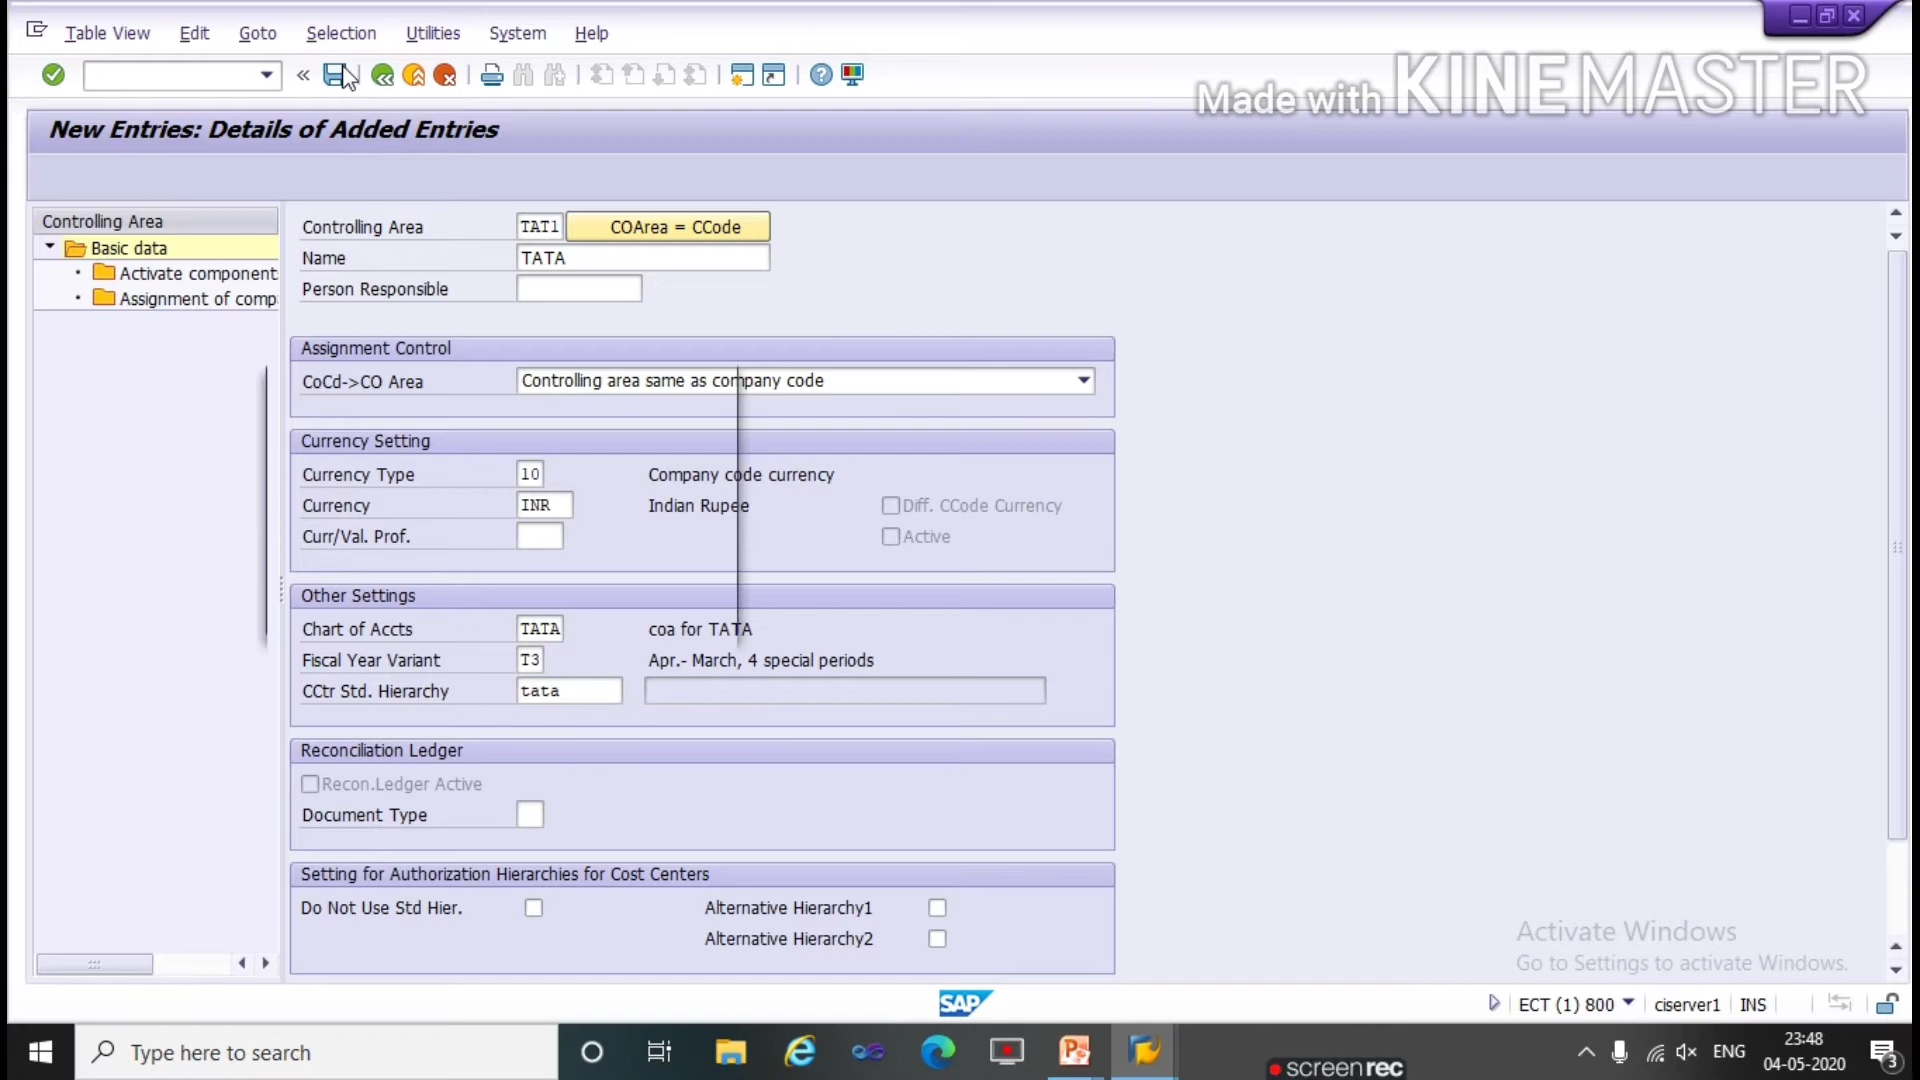 Table View Edit Goto Selection Utilities System Help
Made with KINEMASTER
New Entries: Details of Added Entries
Controlling Area
Basic data
Activate component
Assignment of comp
Controlling Area TAT1 COArea = CCode
Name TATA
Person Responsible
Assignment Control
CoCd->CO Area Controlling area same as company code
Currency Setting
Currency Type 10 Company code currency
Currency INR Indian Rupee Diff. CCode Currency
Curr/Val. Prof. Active
Other Settings
Chart of Accts TATA coa for TATA
Fiscal Year Variant T3 Apr.- March, 4 special periods
CCtr Std. Hierarchy tata
Reconciliation Ledger
Recon.Ledger Active
Document Type
Setting for Authorization Hierarchies for Cost Centers
Do Not Use Std Hier. Alternative Hierarchy1
Alternative Hierarchy2
Activate Windows
Go to Settings to activate Windows.
SAP ECT (1) 800 ciserver1 INS
Type here to search
screenrec
ENG
23:48
04-05-2020
3